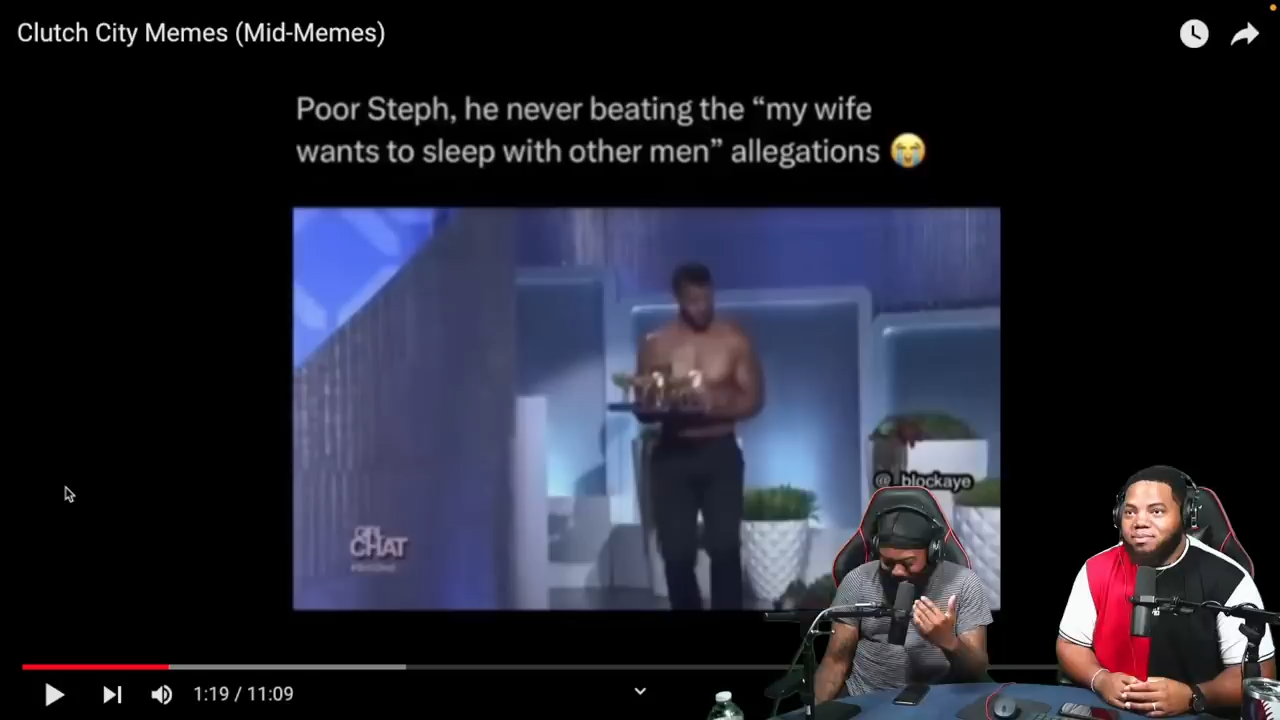 Clutch City Memes (Mid-Memes)
Poor Steph, he never beating the “my wife
wants to sleep with other men” allegations 😭
@_blockaye
GIRL
CHAT
1:19 / 11:09